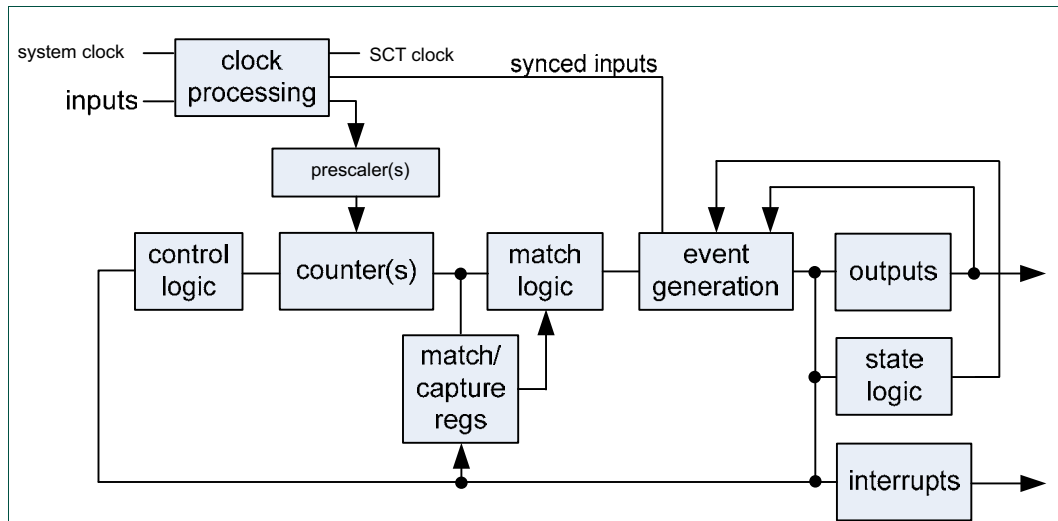 system clock
clock
processing
SCT clock
synced inputs
inputs
prescaler(s)
control
logic
counter(s)
match
logic
event
generation
outputs
match/
capture
regs
state
logic
interrupts